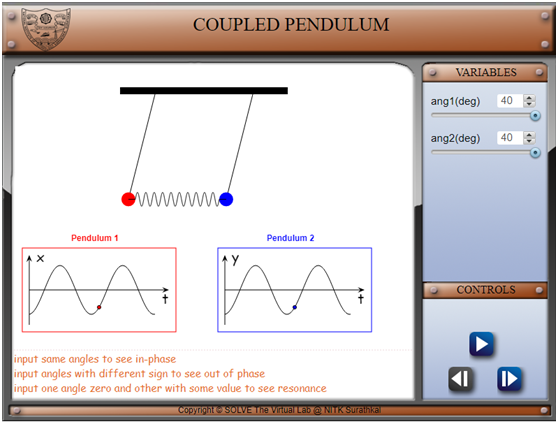 COUPLED PENDULUM
VARIABLES
ang1(deg) 40
ang2(deg) 40
Pendulum 1
Pendulum 2
x
t
y
t
input same angles to see in-phase
input angles with different sign to see out of phase
input one angle zero and other with some value to see resonance
CONTROLS
Copyright © SOLVE The Virtual Lab @ NITK Surathkal